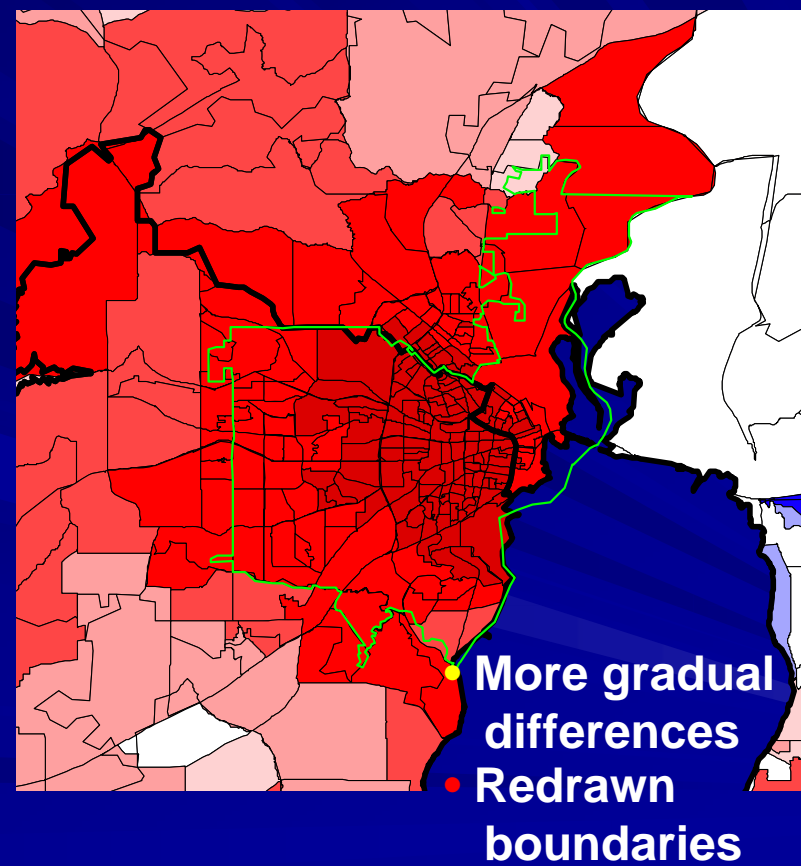 • More gradual
differences
• Redrawn
boundaries